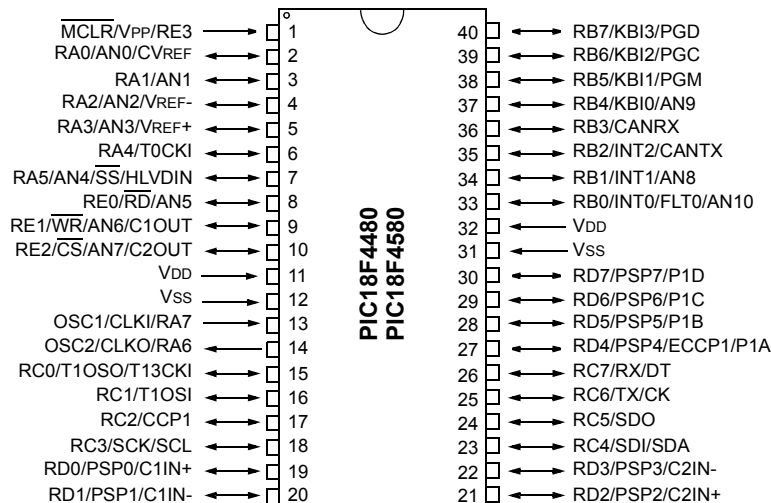 MCLR/VPP/RE3 1 40 RB7/KBI3/PGD
RA0/AN0/CVREF 2 39 RB6/KBI2/PGC
RA1/AN1 3 38 RB5/KBI1/PGM
RA2/AN2/VREF- 4 37 RB4/KBI0/AN9
RA3/AN3/VREF+ 5 36 RB3/CANRX
RA4/T0CKI 6 35 RB2/INT2/CANTX
RA5/AN4/SS/HLVDIN 7 34 RB1/INT1/AN8
RE0/RD/AN5 8 33 RB0/INT0/FLT0/AN10
RE1/WR/AN6/C1OUT 9 32 VDD
RE2/CS/AN7/C2OUT 10 31 VSS
VDD 11 30 RD7/PSP7/P1D
VSS 12 29 RD6/PSP6/P1C
OSC1/CLKI/RA7 13 28 RD5/PSP5/P1B
OSC2/CLKO/RA6 14 27 RD4/PSP4/ECCP1/P1A
RC0/T1OSO/T13CKI 15 26 RC7/RX/DT
RC1/T1OSI 16 25 RC6/TX/CK
RC2/CCP1 17 24 RC5/SDO
RC3/SCK/SCL 18 23 RC4/SDI/SDA
RD0/PSP0/C1IN+ 19 22 RD3/PSP3/C2IN-
RD1/PSP1/C1IN- 20 21 RD2/PSP2/C2IN+
PIC18F4480
PIC18F4580